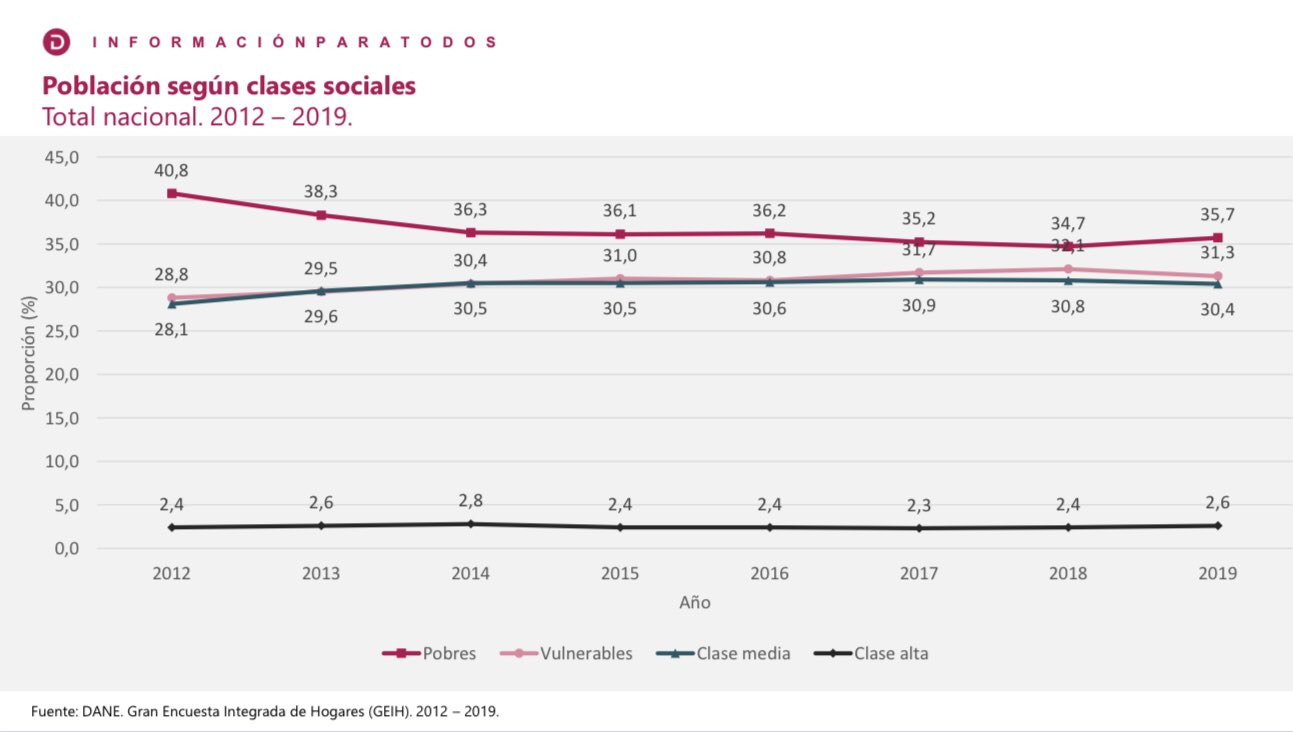 INFORMACIÓNPARATODOS
Población según clases sociales
Total nacional. 2012 – 2019.
Proporción (%)
45,0
40,0
35,0
30,0
25,0
20,0
15,0
10,0
5,0
0,0
40,8 38,3 36,3 36,1 36,2 35,2 34,7 35,7
28,8 29,5 30,4 31,0 30,8 31,7 32,1 31,3
28,1 29,6 30,5 30,5 30,6 30,9 30,8 30,4
2,4 2,6 2,8 2,4 2,4 2,3 2,4 2,6
2012 2013 2014 2015 2016 2017 2018 2019
Año
Pobres Vulnerables Clase media Clase alta
Fuente: DANE. Gran Encuesta Integrada de Hogares (GEIH). 2012 – 2019.